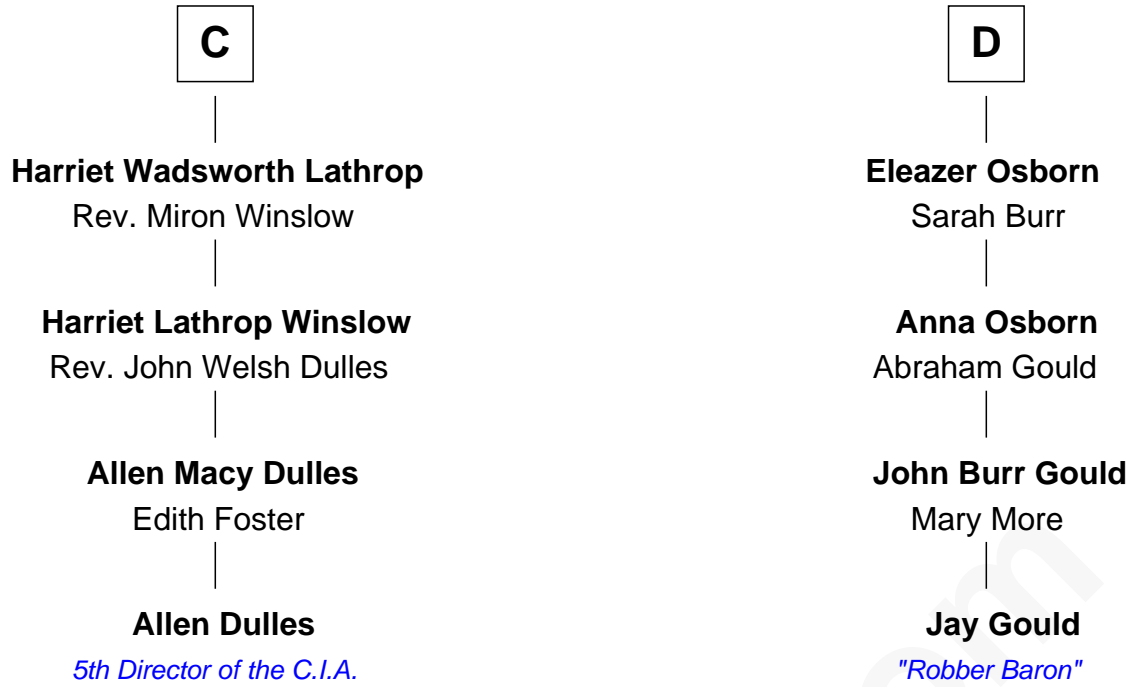 C
Harriet Wadsworth Lathrop
Rev. Miron Winslow
Harriet Lathrop Winslow
Rev. John Welsh Dulles
Allen Macy Dulles
Edith Foster
Allen Dulles
5th Director of the C.I.A.
D
Eleazer Osborn
Sarah Burr
Anna Osborn
Abraham Gould
John Burr Gould
Mary More
Jay Gould
"Robber Baron"